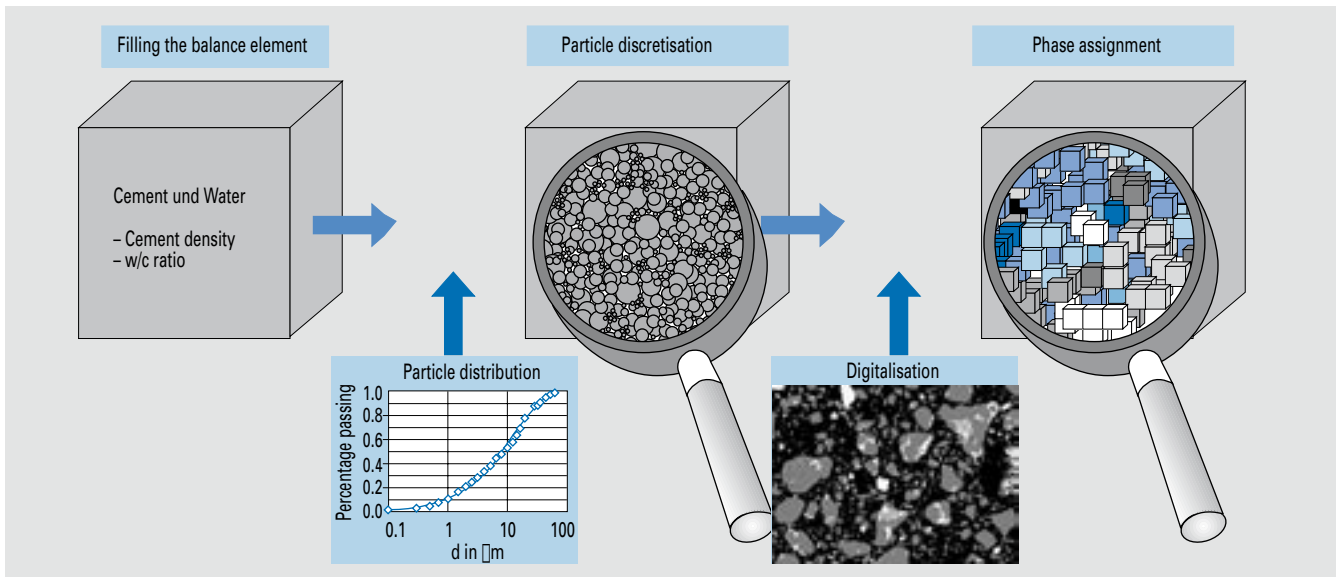 Filling the balance element
Particle discretisation
Phase assignment
Cement und Water
– Cement density
– w/c ratio
Particle distribution
Percentage passing
1.0
0.8
0.6
0.4
0.2
0.0
0.1 1 10 100
d in �m
Digitalisation